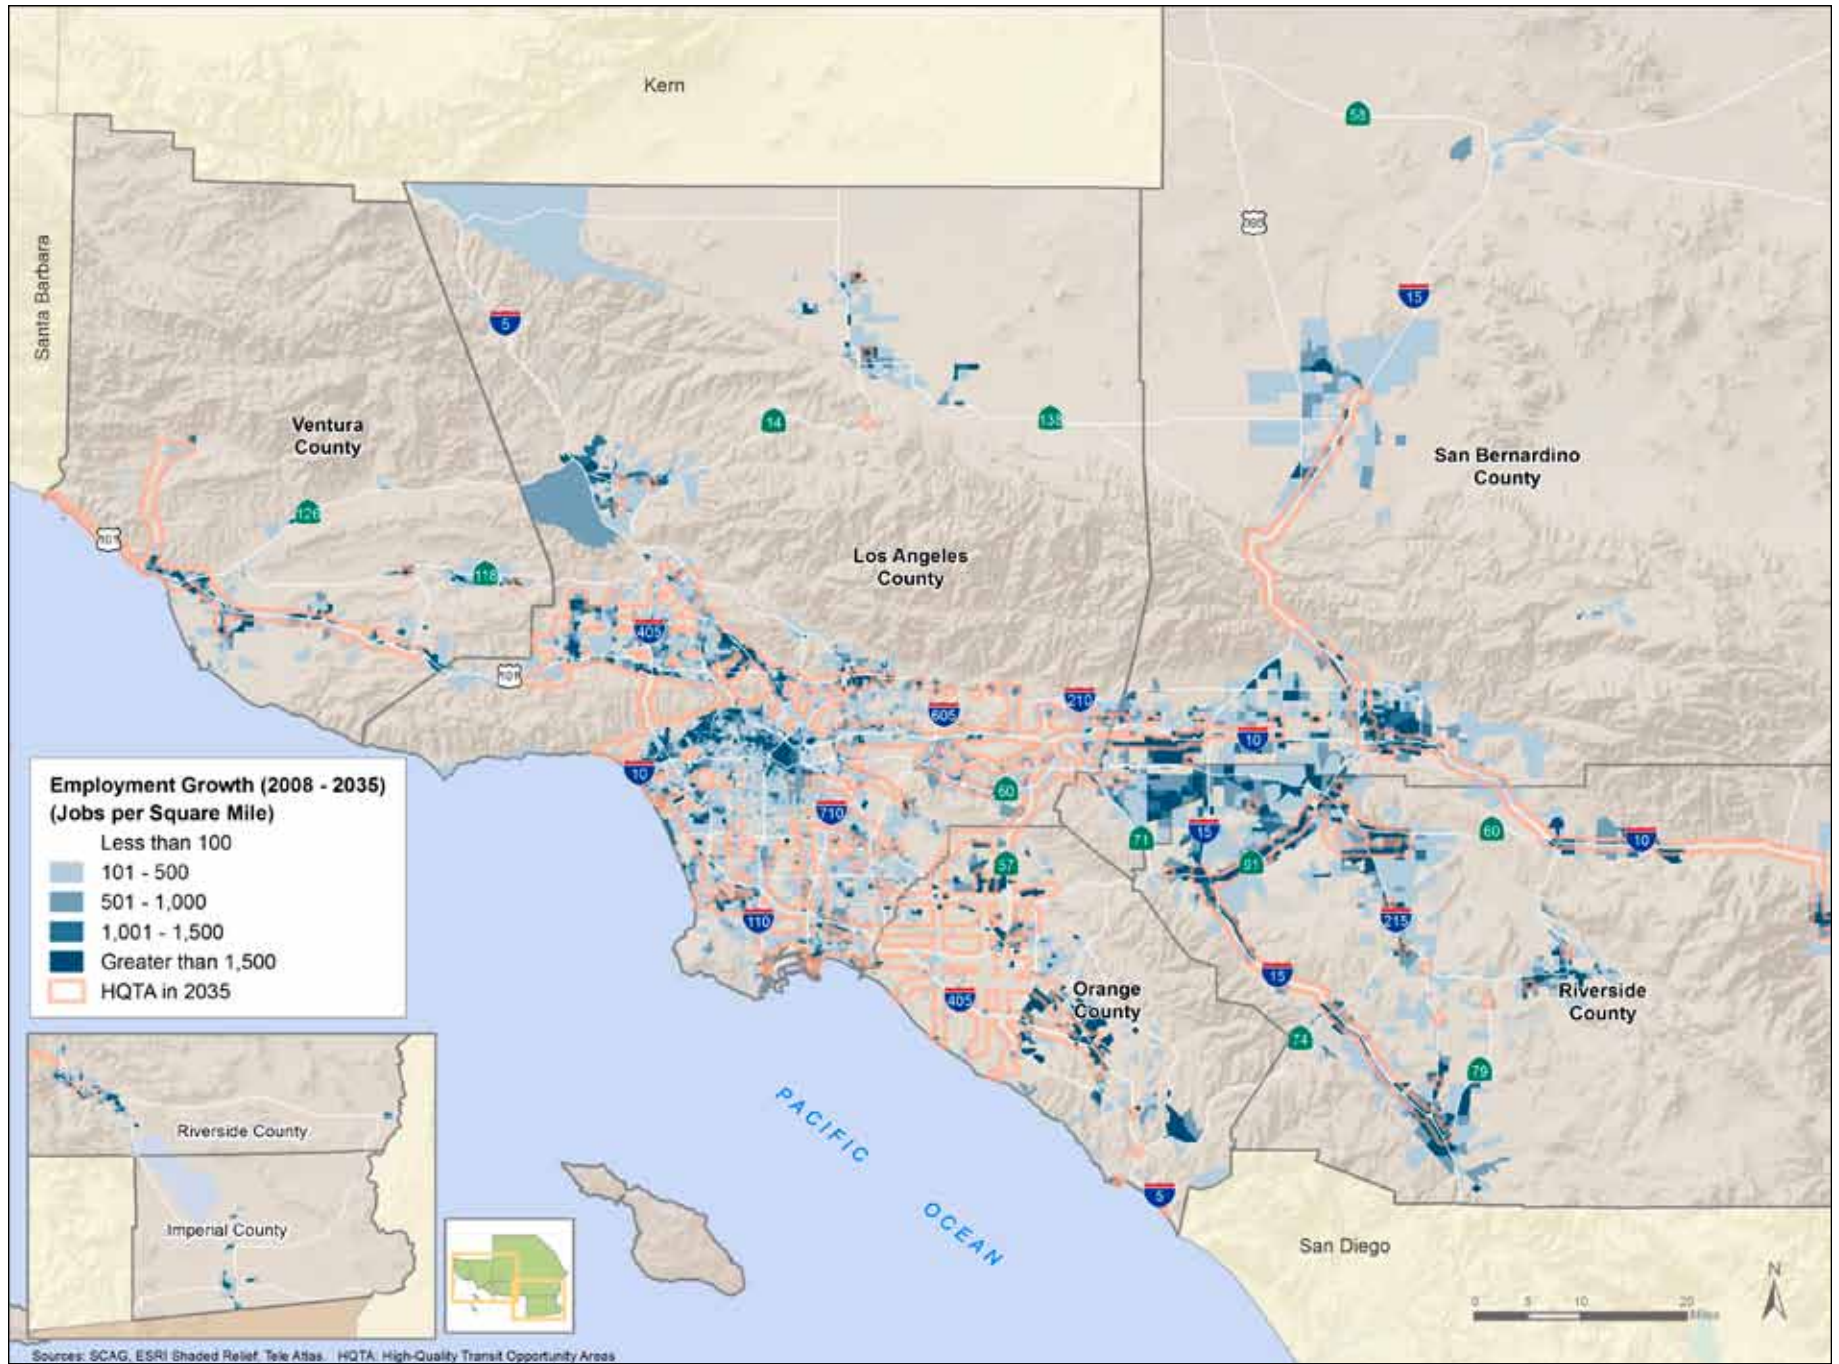 Kern
58
395
Santa Barbara
15
5
Ventura
County
14
138
San Bernardino
County
126
101
Los Angeles
County
118
405
101
210
605
10
10
60
710
71
15
60
10
57
91
110
215
15
405
Orange
County
Riverside
County
74
79
5
PACIFIC
OCEAN
San Diego
Employment Growth (2008 - 2035)
(Jobs per Square Mile)
Less than 100
101 - 500
501 - 1,000
1,001 - 1,500
Greater than 1,500
HQTA in 2035
Riverside County
Imperial County
N
0 5 10 20
Miles
Sources: SCAG, ESRI Shaded Relief, Tele Atlas. HQTA: High-Quality Transit Opportunity Areas